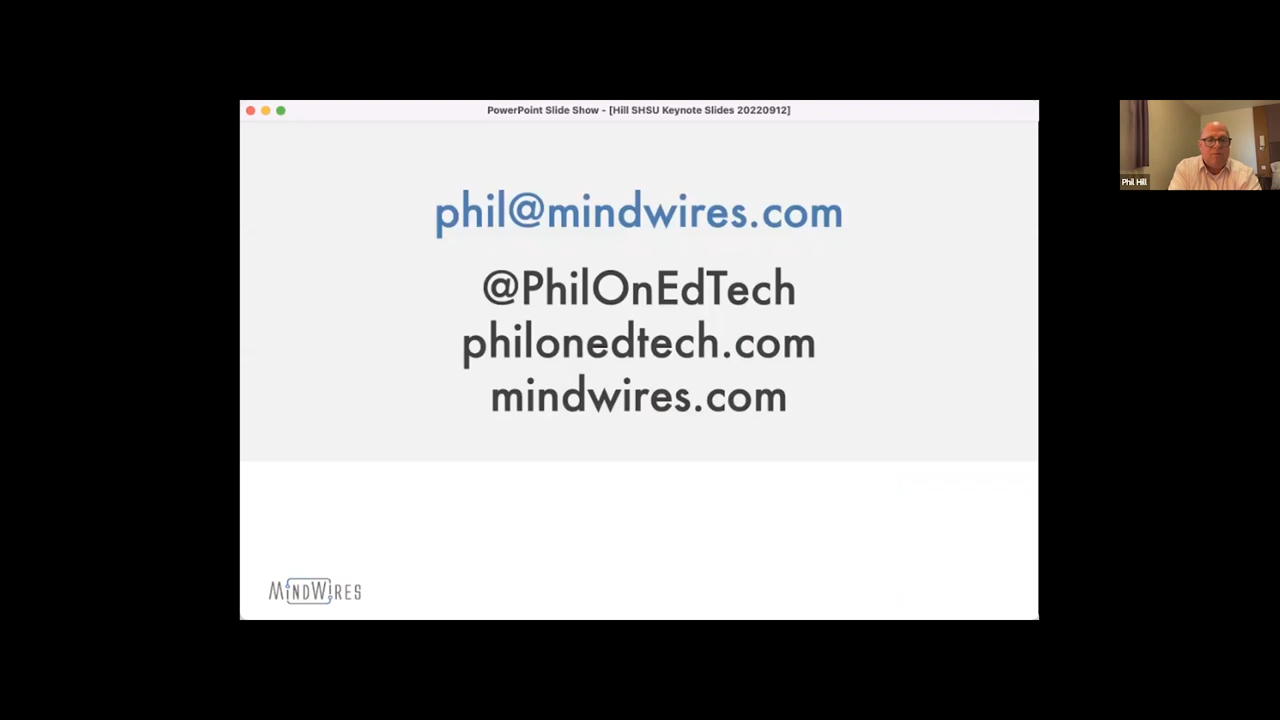 PowerPoint Slide Show - [Hill SHSU Keynote Slides 20220912]
phil@mindwires.com
@PhilOnEdTech
philonedtech.com
mindwires.com
MINDWIRES
Phil Hill